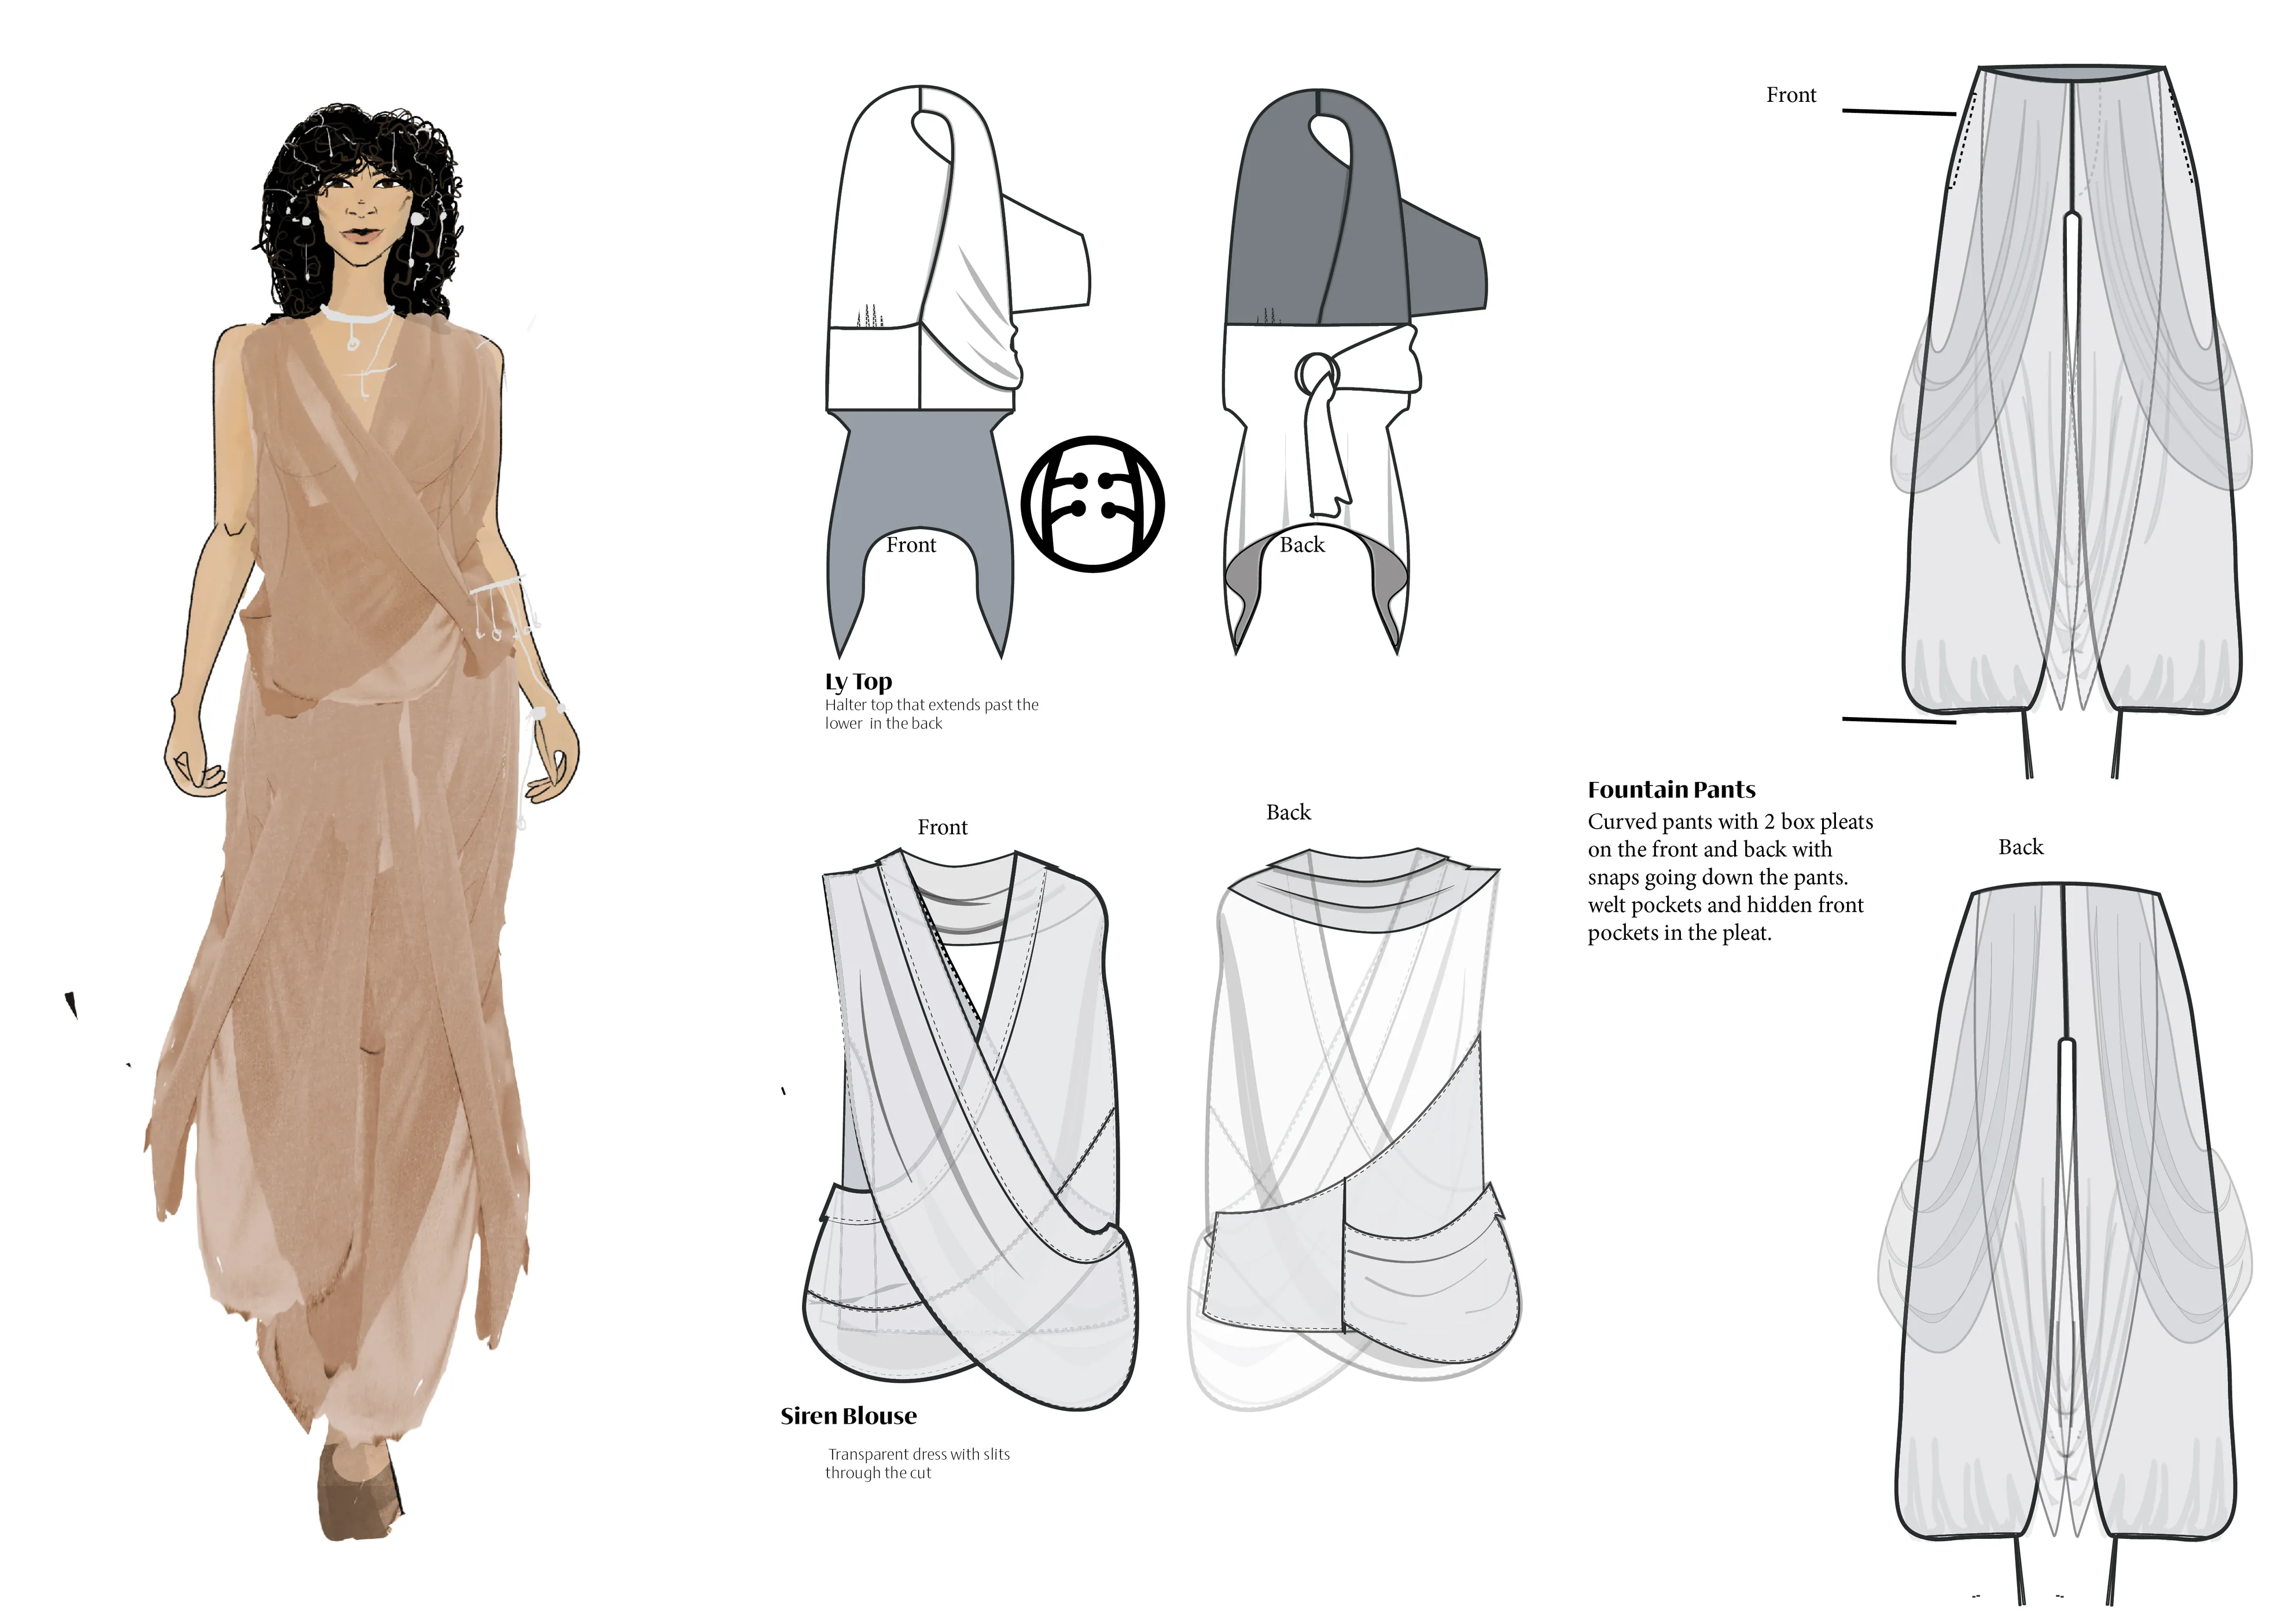 Front
Back
Ly Top
Halter top that extends past the
lower in the back
Front
Back
Siren Blouse
Transparent dress with slits
through the cut
Front
Fountain Pants
Curved pants with 2 box pleats
on the front and back with
snaps going down the pants.
welt pockets and hidden front
pockets in the pleat.
Back